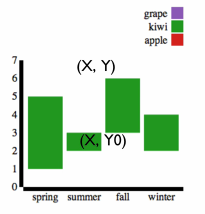 grape
kiwi
apple
7
(X, Y)
6
5
4
3
(X, Y0)
2
1
0
spring summer fall winter